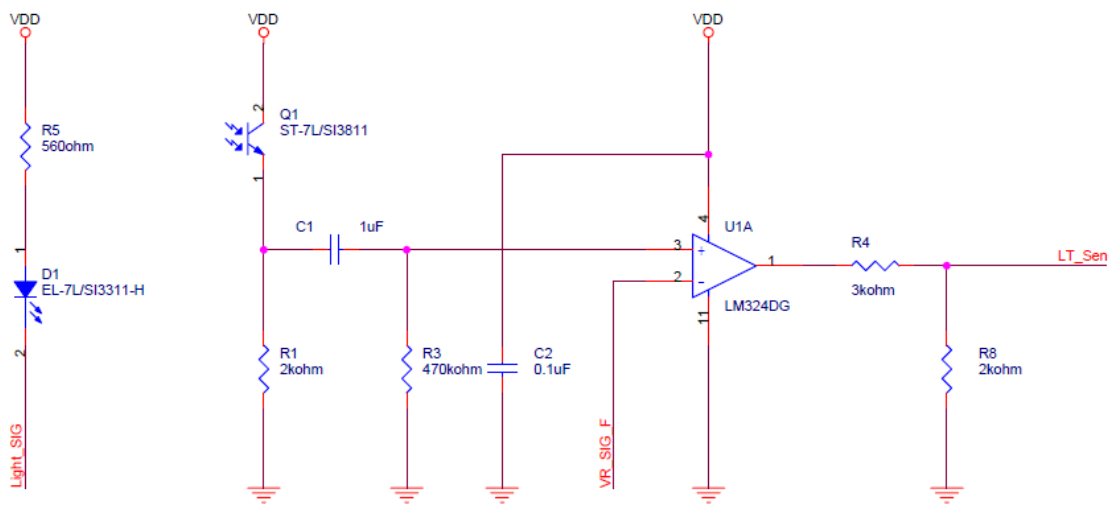 VDD
VDD
VDD
R5
560ohm
2
Q1
ST-7L/SI3811
1
1
D1
EL-7L/SI3311-H
2
Light_SIG
C1
1uF
R1
2kohm
R3
470kohm
C2
0.1uF
VR_SIG_F
4
U1A
3
+
2
-
1
LM324DG
11
R4
3kohm
LT_Sen
R8
2kohm